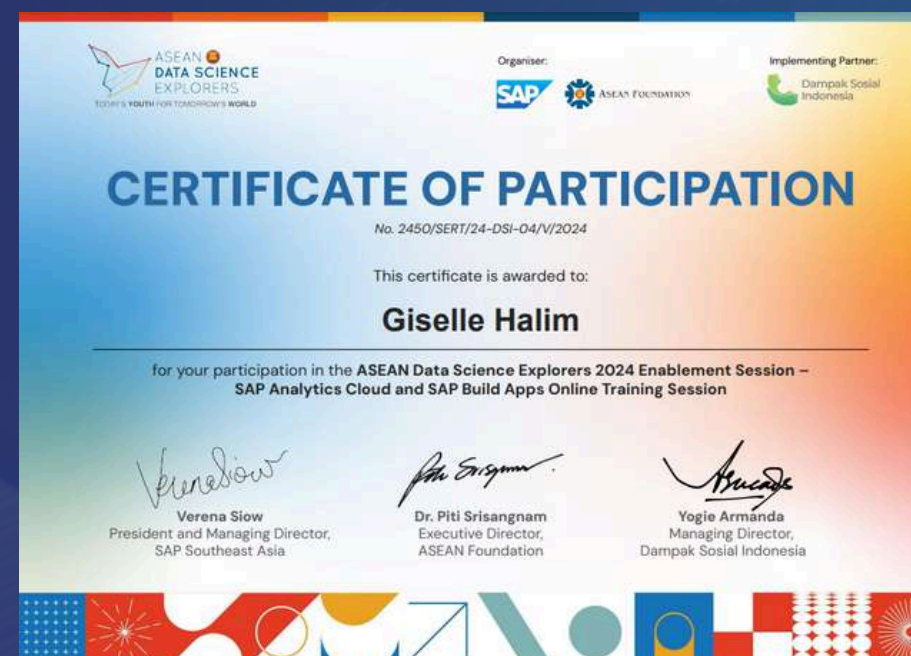 ASEAN
DATA SCIENCE
EXPLORERS
TODAY'S YOUTH FOR TOMORROW'S WORLD
Organiser:
SAP
ASEAN FOUNDATION
Implementing Partner:
Dampak Sosial
Indonesia
CERTIFICATE OF PARTICIPATION
No. 2450/SERT/24-DSI-04/V/2024
This certificate is awarded to:
Giselle Halim
for your participation in the ASEAN Data Science Explorers 2024 Enablement Session –
SAP Analytics Cloud and SAP Build Apps Online Training Session
Verena Siow
President and Managing Director,
SAP Southeast Asia
Dr. Piti Srisangnam
Executive Director,
ASEAN Foundation
Yogie Armanda
Managing Director,
Dampak Sosial Indonesia